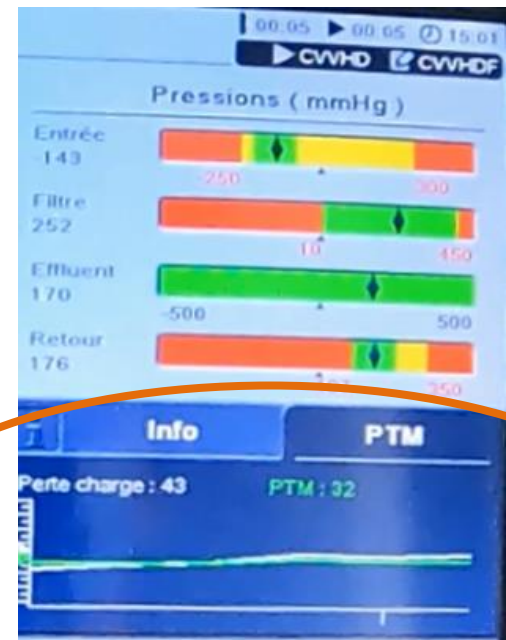 00:05 ▶ 00:05 15:01
CVVHD CVVHDF
Pressions ( mmHg )
Entrée
-143
-250 300
Filtre
252
10 450
Effluent
170
-500 500
Retour
176
350
Info PTM
Perte charge : 43 PTM : 32